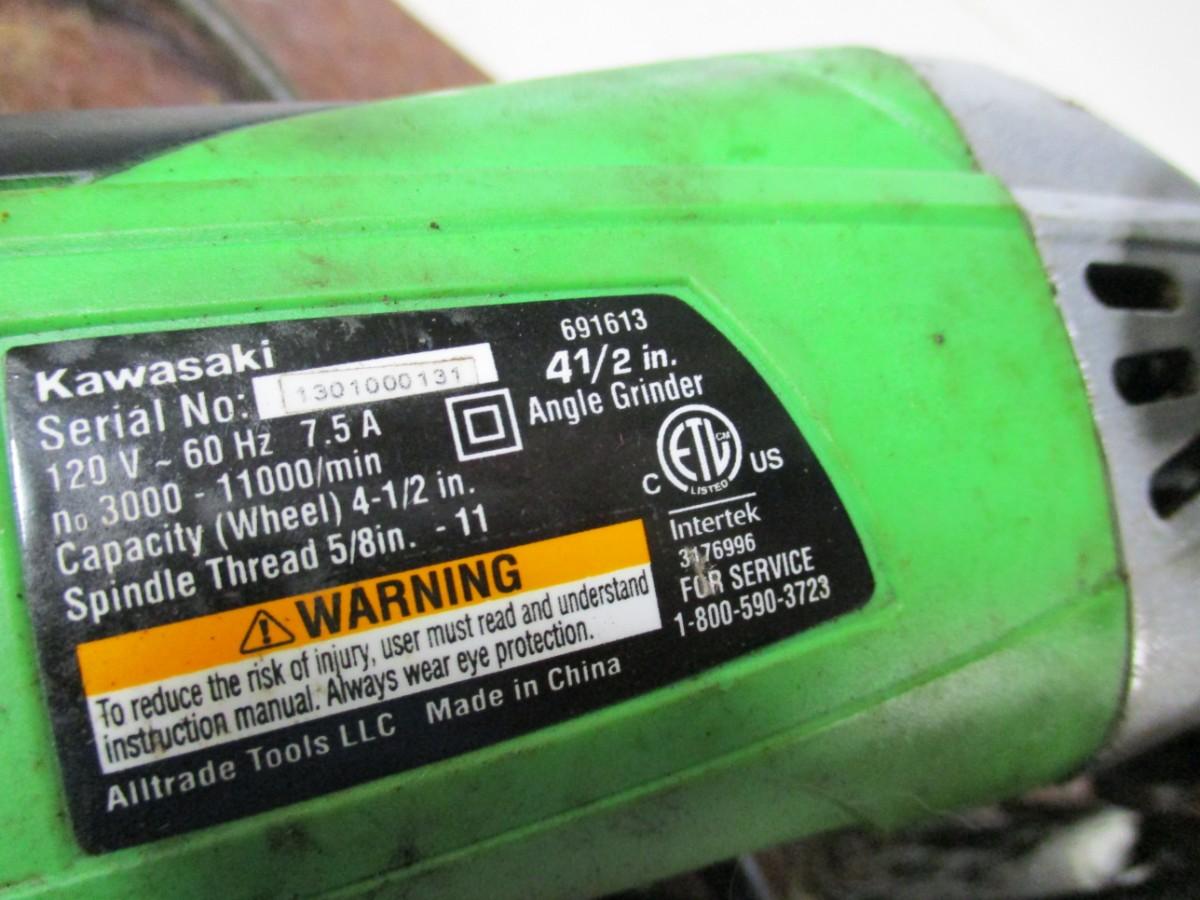 Kawasaki
Serial No: 1301000131
120 V ~ 60 Hz 7.5 A
n₀ 3000 - 11000/min
Capacity (Wheel) 4-1/2 in.
Spindle Thread 5/8in. - 11
691613
4 1/2 in.
Angle Grinder
ETL CM
LISTED
C US
Intertek
3176996
FOR SERVICE
1-800-590-3723
WARNING
To reduce the risk of injury, user must read and understand
instruction manual. Always wear eye protection.
Alltrade Tools LLC Made in China